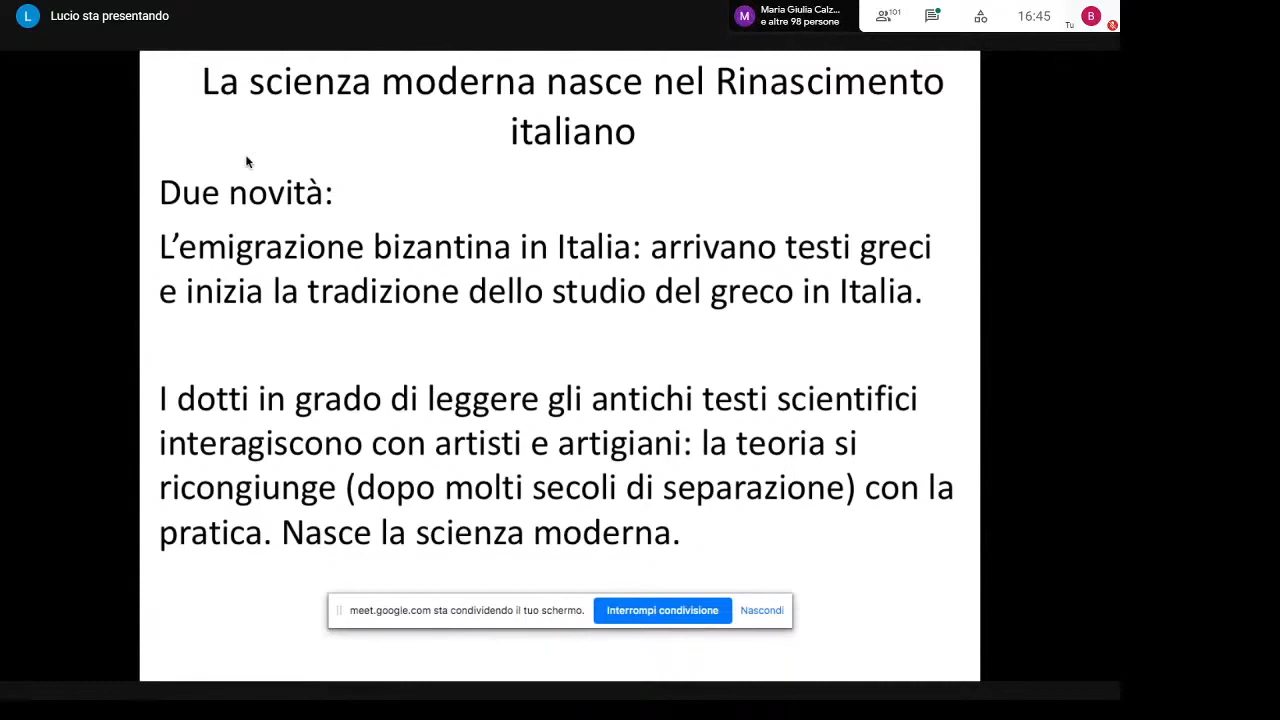 L Lucio sta presentando
M Maria Giulia Calz...
e altre 98 persone
101
16:45
Tu
B
La scienza moderna nasce nel Rinascimento
italiano
Due novità:
L’emigrazione bizantina in Italia: arrivano testi greci
e inizia la tradizione dello studio del greco in Italia.
I dotti in grado di leggere gli antichi testi scientifici
interagiscono con artisti e artigiani: la teoria si
ricongiunge (dopo molti secoli di separazione) con la
pratica. Nasce la scienza moderna.
meet.google.com sta condividendo il tuo schermo. Interrompi condivisione Nascondi